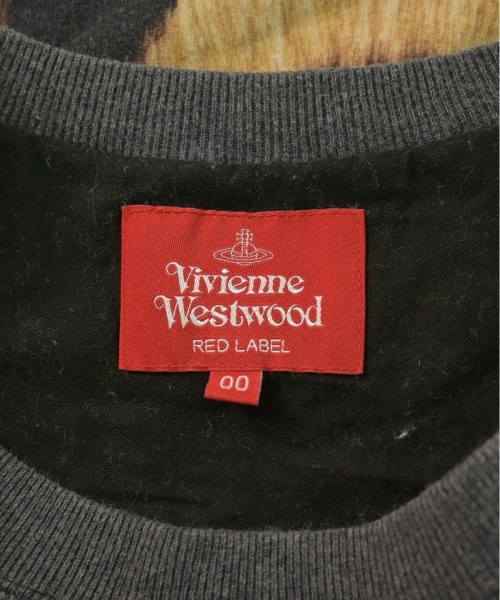 Vivienne
Westwood
RED LABEL
00